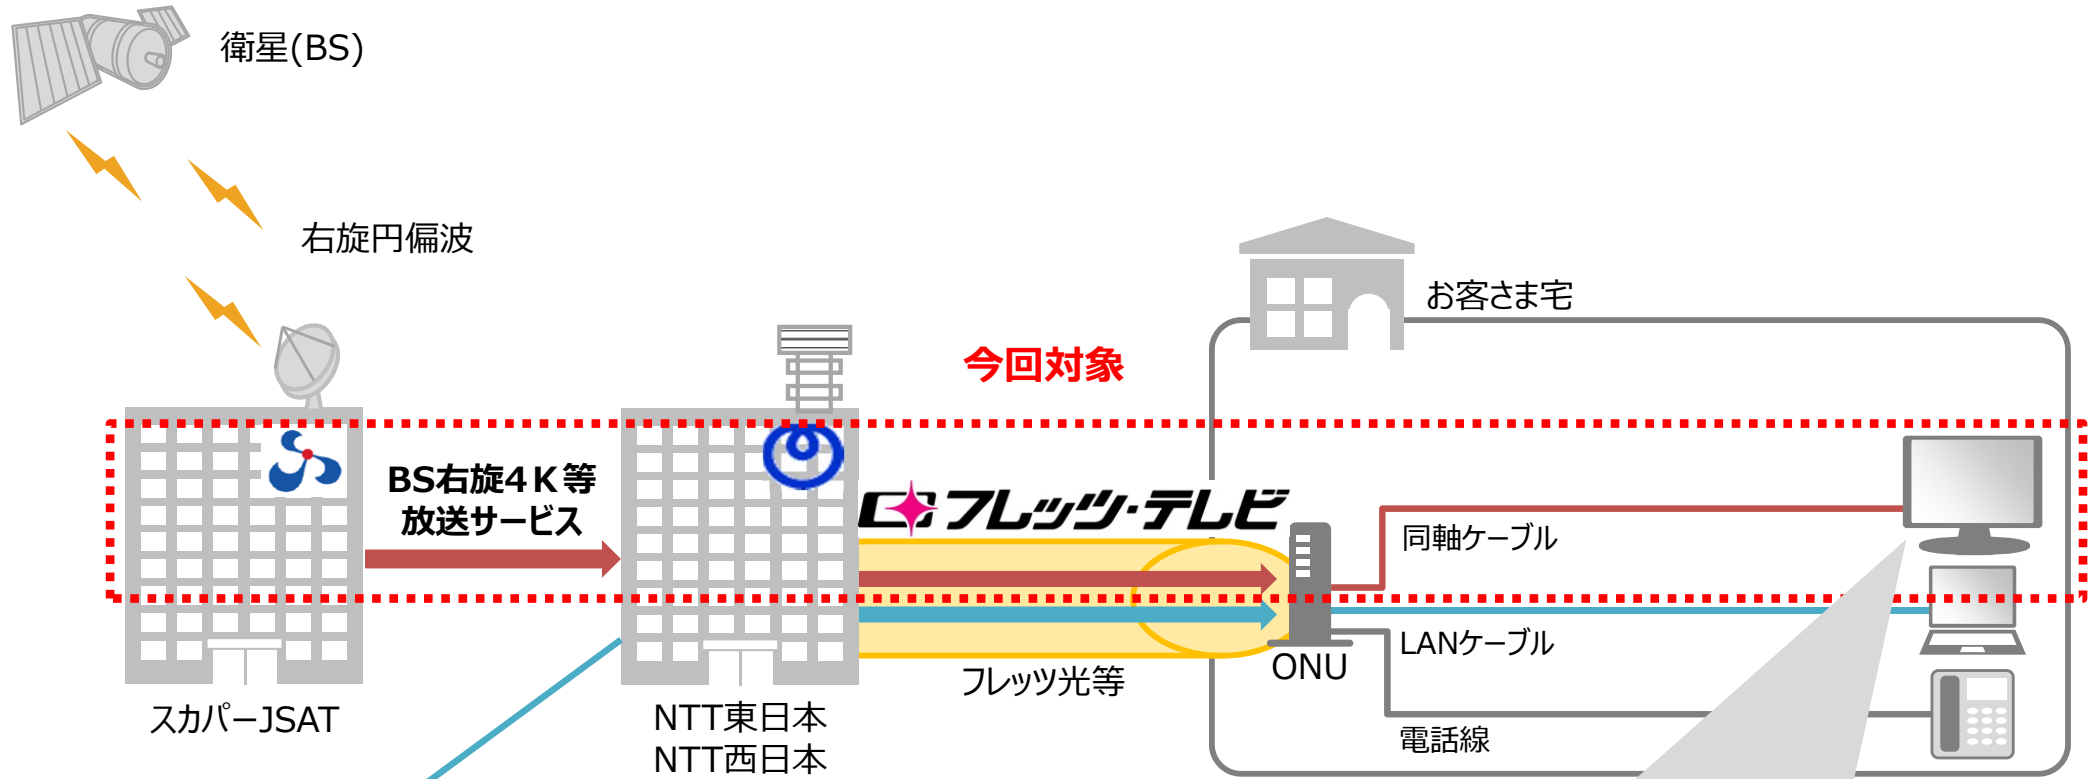 衛星(BS)
右旋円偏波
お客さま宅
今回対象
BS右旋4K等
放送サービス
フレッツ・テレビ
同軸ケーブル
LANケーブル
ONU
フレッツ光等
電話線
スカパーJSAT
NTT東日本
NTT西日本